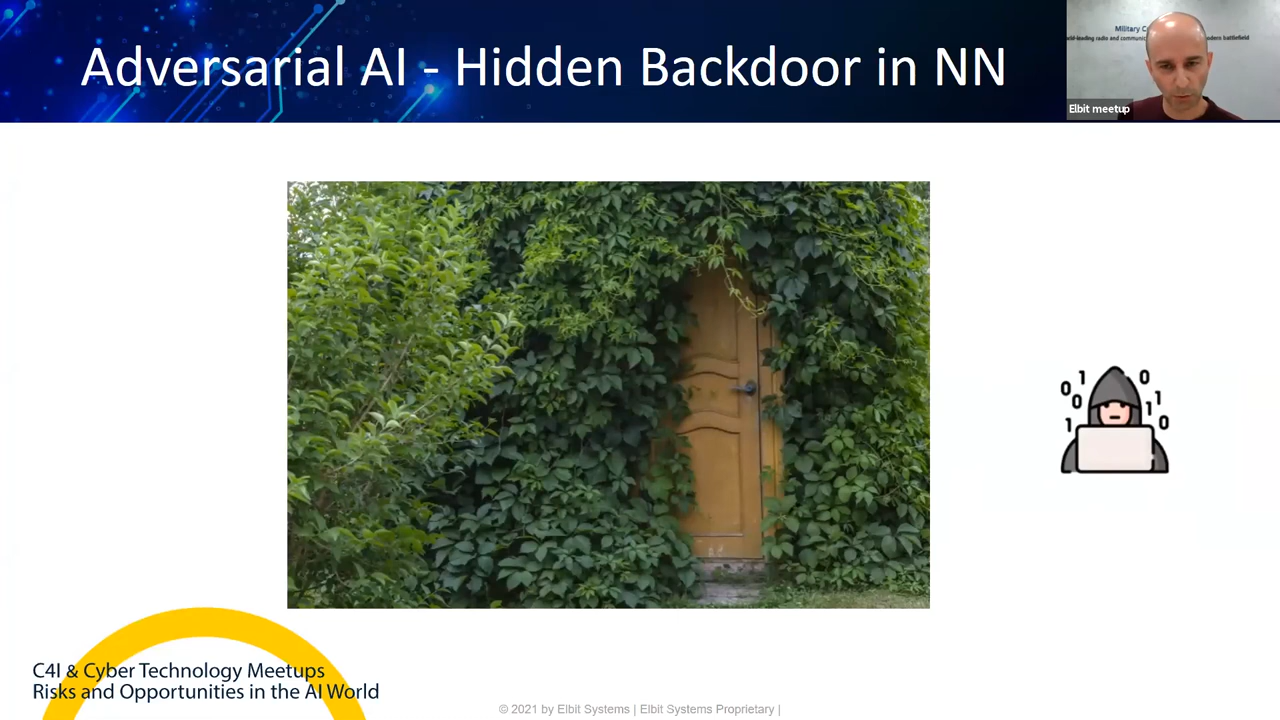 Adversarial AI - Hidden Backdoor in NN
Military
Elbit meetup
C4I & Cyber Technology Meetups
Risks and Opportunities in the AI World
© 2021 by Elbit Systems | Elbit Systems Proprietary |